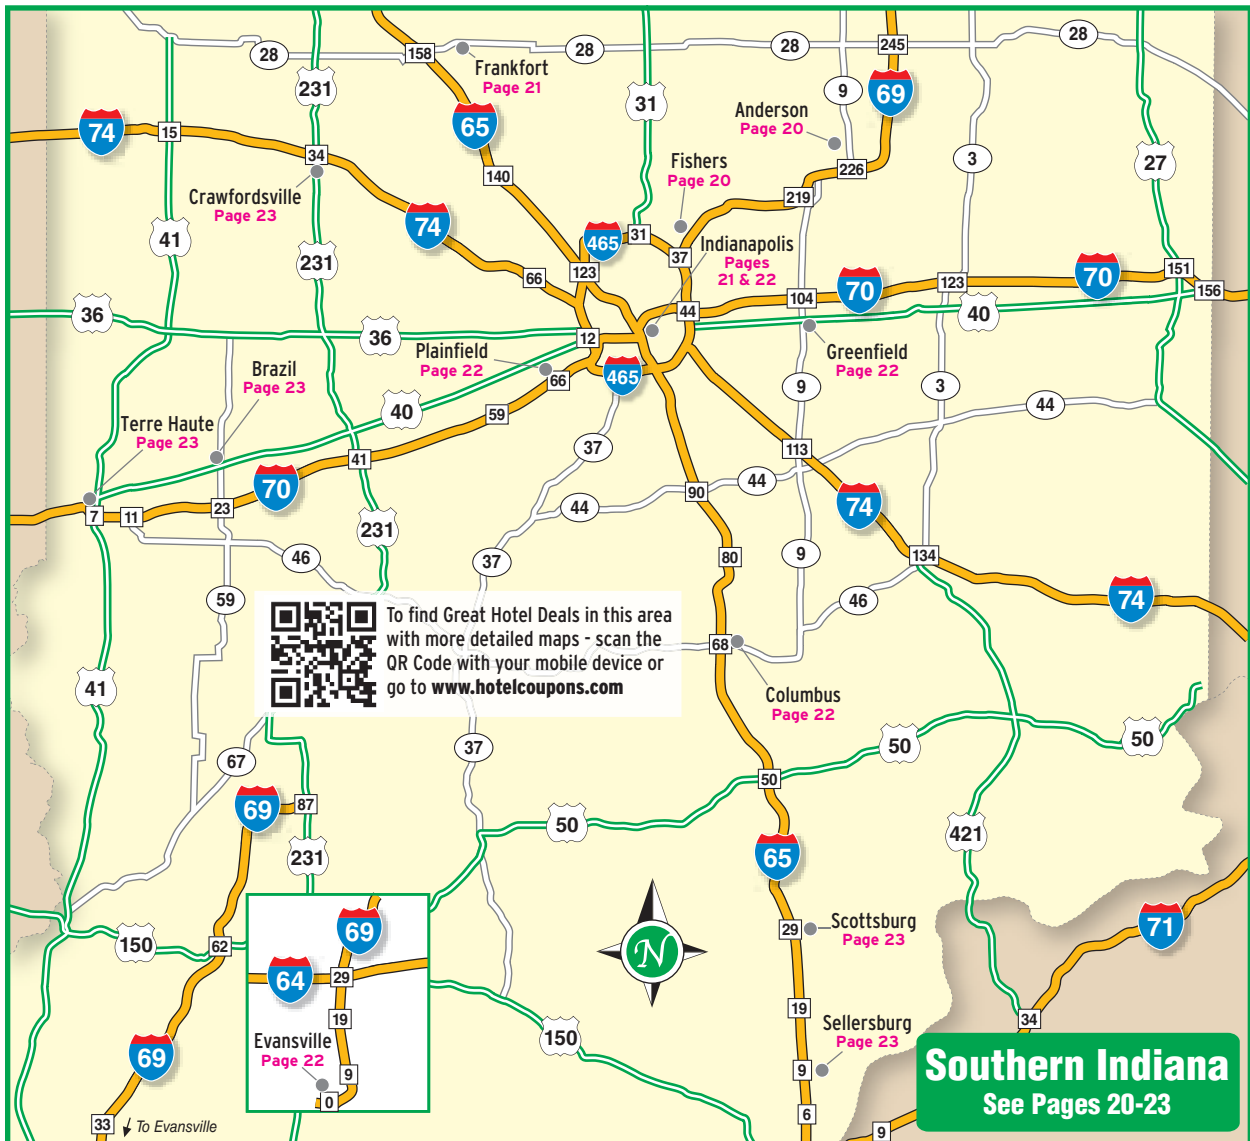 28
158
Frankfort
Page 21
28
28
245
28
231
65
31
9
69
Anderson
Page 20
74
15
34
140
3
27
Crawfordsville
Page 23
Fishers
Page 20
226
219
41
74
231
465
31
37
Indianapolis
Pages
21 & 22
66
123
104
70
123
70
151
156
36
36
12
44
40
Plainfield
Page 22
66
465
Greenfield
Page 22
Brazil
Page 23
9
3
44
40
59
Terre Haute
Page 23
37
113
41
70
23
7
11
90
44
44
74
231
46
37
80
9
134
59
46
74
To find Great Hotel Deals in this area
with more detailed maps - scan the
QR Code with your mobile device or
go to www.hotelcoupons.com
68
Columbus
Page 22
41
37
50
50
67
50
69
87
50
421
231
65
69
150
62
29
Scottsburg
Page 23
71
64
29
19
19
34
Evansville
Page 22
150
Sellersburg
Page 23
69
9
0
9
6
33
To Evansville
9
N
Southern Indiana
See Pages 20-23